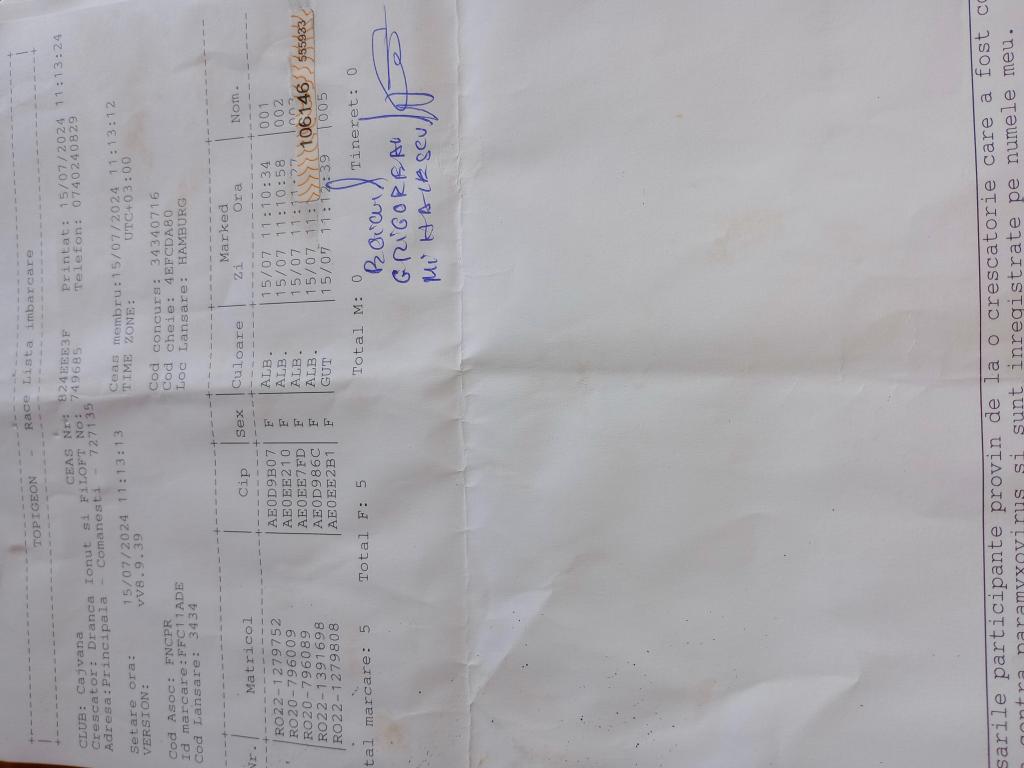 TOPIGEON - Race Lista imbarcare
CLUB: Cajvana CEAS Nr: B24EEE3F Printat: 15/07/2024 11:13:24
Crescator: Dranca Ionut si Fi LOFT No: 749685 Telefon: 0740240829
Adresa:Principala - Comanesti - 727135
Ceas membru:15/07/2024 11:13:12
Setare ora: 15/07/2024 11:13:13 TIME ZONE: UTC+03:00
VERSION: vv8.9.39
Cod concurs: 34340716
Cod Asoc: FNCPR Cod cheie: 4EFCDA80
Id marcare:FFC11ADE Loc Lansare: HAMBURG
Cod Lansare: 3434
Marked
Nr. Matricol Cip Sex Culoare Zi Ora Nom.
RO22-1279752 AE0D9B07 F ALB. 15/07 11:10:34 001
RO20-796009 AE0EE210 F ALB. 15/07 11:10:58 002
RO20-796089 AE0EE7FD F ALB. 15/07
RO22-1391698 AE0D986C F ALB. 15/07
RO22-1279808 AE0EE2B1 F GUT 15/07 005
106146 555933
tal marcare: 5 Total F: 5 Total M: 0 Tineret: 0
GRIGOREAN
sarile participante provin de la o crescatorie care a fost
contra paramyxovirus si sunt inregistrate pe numele meu.